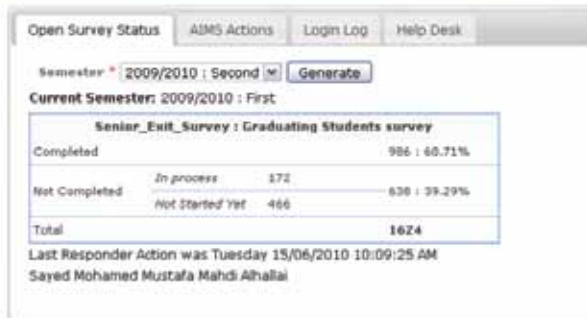 Open Survey Status AIMS Actions Login Log Help Desk
Semester * 2009/2010 : Second Generate
Current Semester: 2009/2010 : First
Senior_Exit_Survey : Graduating Students survey
Completed 986 : 60.71%
In process 172
Not Completed 638 : 39.29%
Not Started Yet 466
Total 1624
Last Responder Action was Tuesday 15/06/2010 10:09:25 AM
Sayed Mohamed Mustafa Mahdi Alhallai